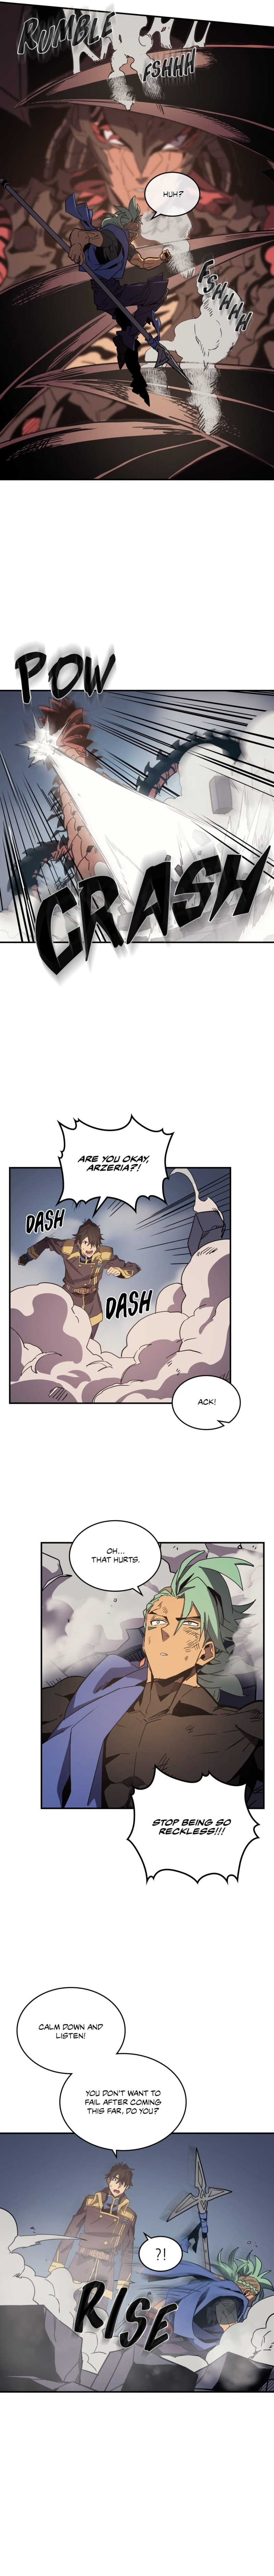 RUMBLE
FSHHH
HUH?
FSHHHH
POW
CRASH
ARE YOU OKAY,
ARZERIA?!
DASH
DASH
ACK!
OH...
THAT HURTS.
STOP BEING SO
RECKLESS!!!
CALM DOWN AND
LISTEN!
YOU DON'T WANT TO
FAIL AFTER COMING
THIS FAR, DO YOU?
?!
RISE